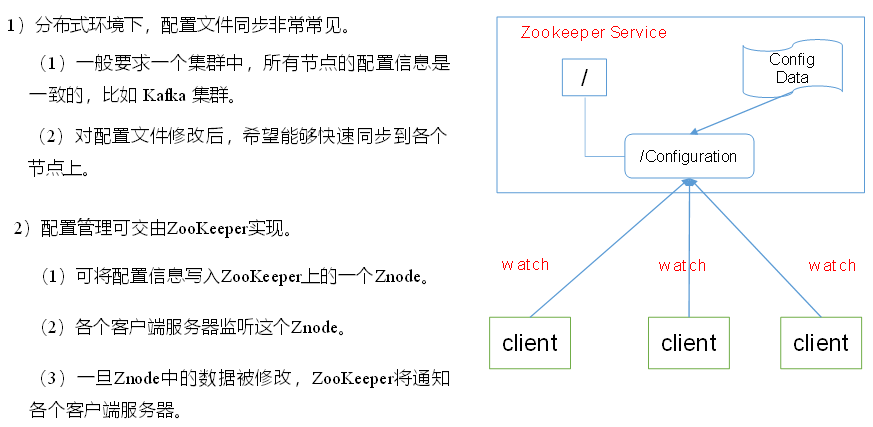 1）分布式环境下，配置文件同步非常常见。
（1）一般要求一个集群中，所有节点的配置信息是
一致的，比如 Kafka 集群。
（2）对配置文件修改后，希望能够快速同步到各个
节点上。
2）配置管理可交由ZooKeeper实现。
（1）可将配置信息写入ZooKeeper上的一个Znode。
（2）各个客户端服务器监听这个Znode。
（3）一旦Znode中的数据被修改，ZooKeeper将通知
各个客户端服务器。
Zookeeper Service
/
Config
Data
/Configuration
watch
watch
watch
client
client
client